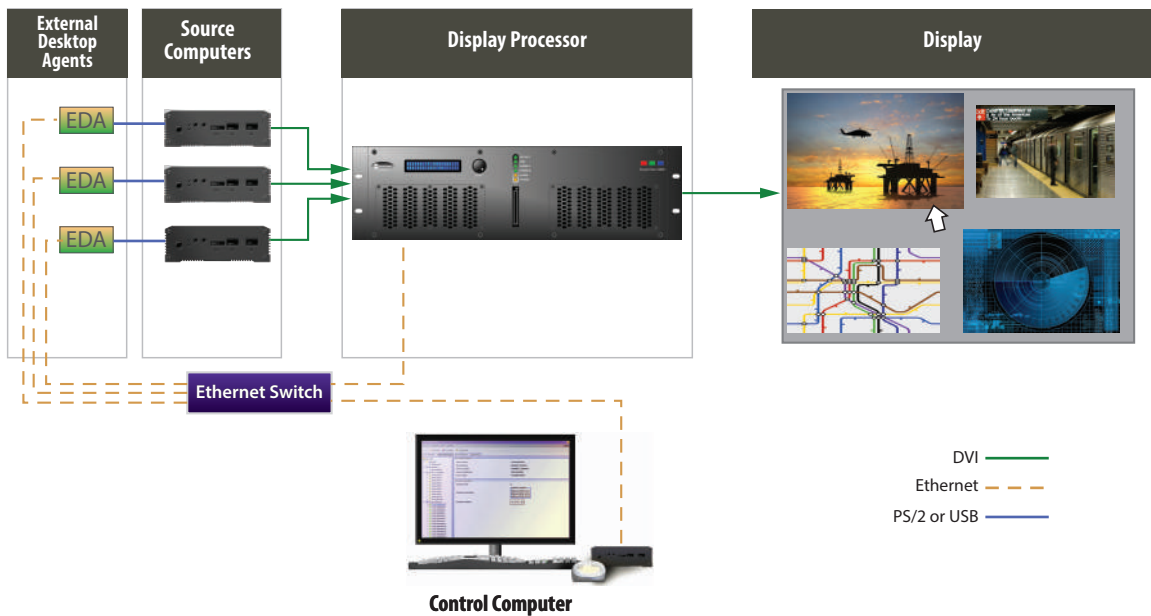 External
Desktop
Agents
Source
Computers
Display Processor
Display
EDA
EDA
EDA
Ethernet Switch
DVI
Ethernet
PS/2 or USB
Control Computer